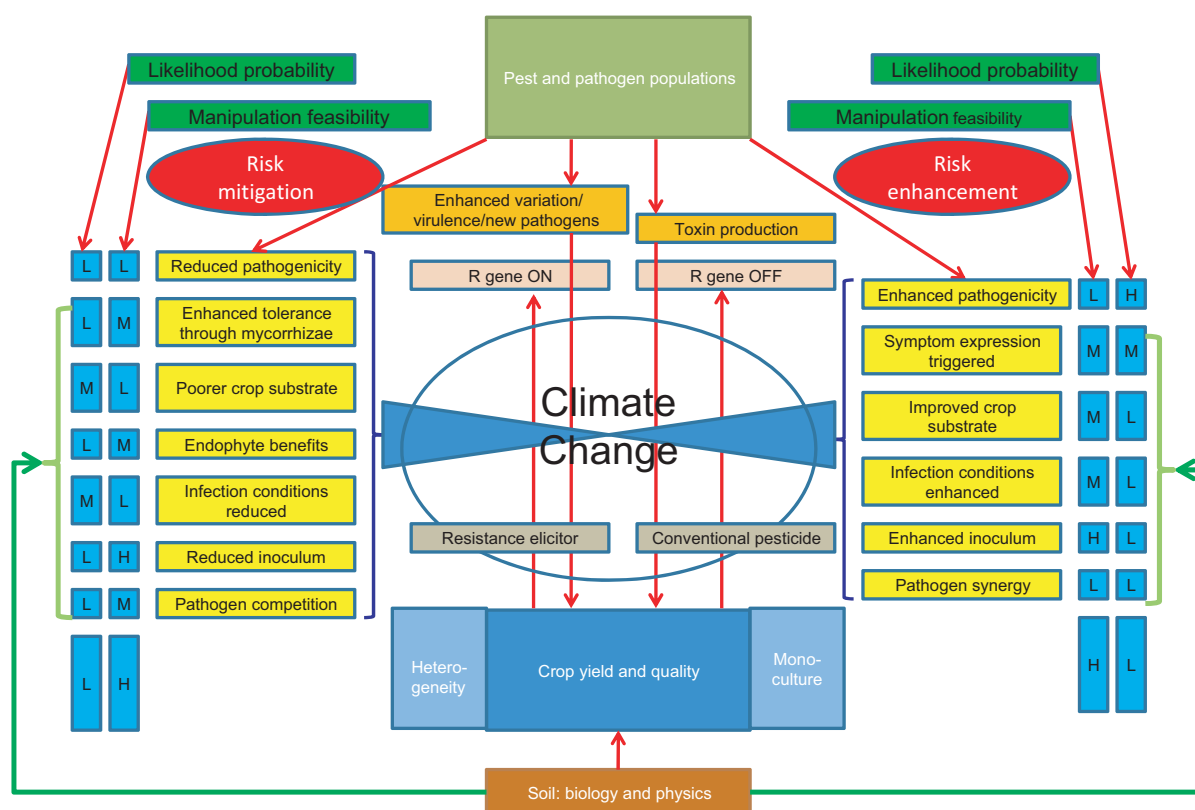 Likelihood probability
Manipulation feasibility
Risk
mitigation
Pest and pathogen populations
Likelihood probability
Manipulation feasibility
Risk
enhancement
Enhanced variation/
virulence/new pathogens
Toxin production
R gene ON
R gene OFF
L L Reduced pathogenicity
L M Enhanced tolerance
through mycorrhizae
M L Poorer crop substrate
L M Endophyte benefits
M L Infection conditions
reduced
L H Reduced inoculum
L M Pathogen competition
L H
Climate
Change
Resistance elicitor
Conventional pesticide
Enhanced pathogenicity L H
Symptom expression
triggered M M
Improved crop
substrate M L
Infection conditions
enhanced M L
Enhanced inoculum H L
Pathogen synergy L L
H L
Hetero-
geneity
Crop yield and quality
Mono-
culture
Soil: biology and physics